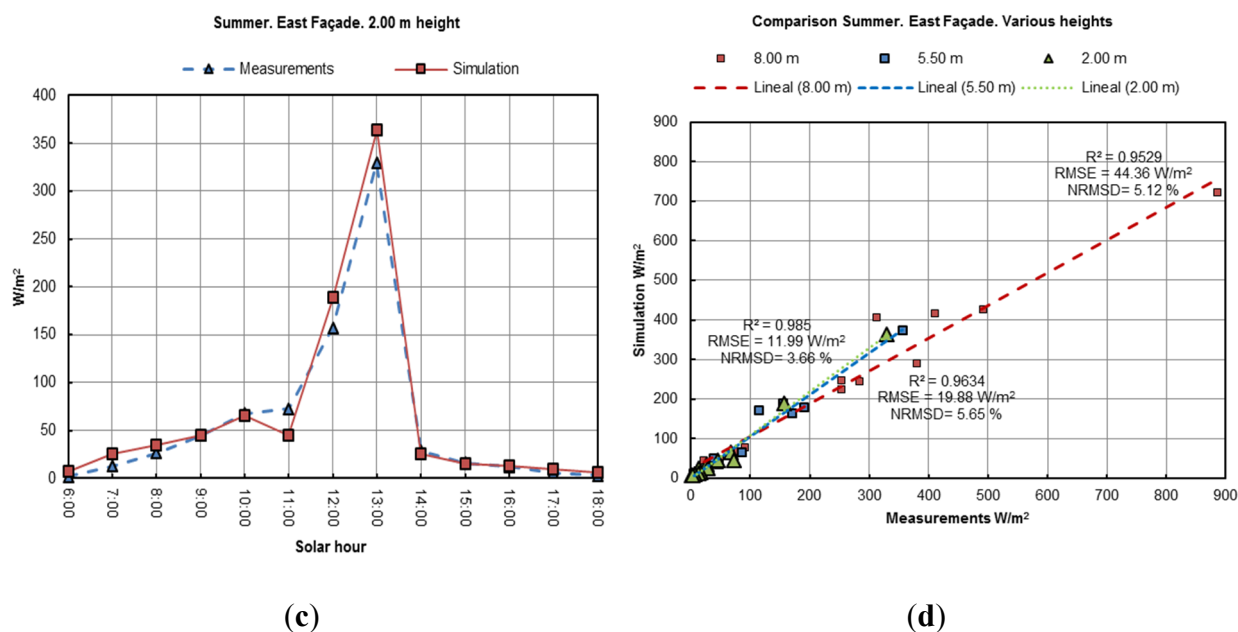 Summer. East Façade. 2.00 m height
Measurements
Simulation
400
350
300
250
200
150
100
50
0
W/m²
6:00
7:00
8:00
9:00
10:00
11:00
12:00
13:00
14:00
15:00
16:00
17:00
18:00
Solar hour
(c)
Comparison Summer. East Façade. Various heights
8.00 m
5.50 m
2.00 m
Lineal (8.00 m)
Lineal (5.50 m)
Lineal (2.00 m)
900
800
700
600
500
400
300
200
100
0
Simulation W/m²
R² = 0.9529
RMSE = 44.36 W/m²
NRMSD= 5.12 %
R² = 0.985
RMSE = 11.99 W/m²
NRMSD= 3.66 %
R² = 0.9634
RMSE = 19.88 W/m²
NRMSD= 5.65 %
0
100
200
300
400
500
600
700
800
900
Measurements W/m²
(d)